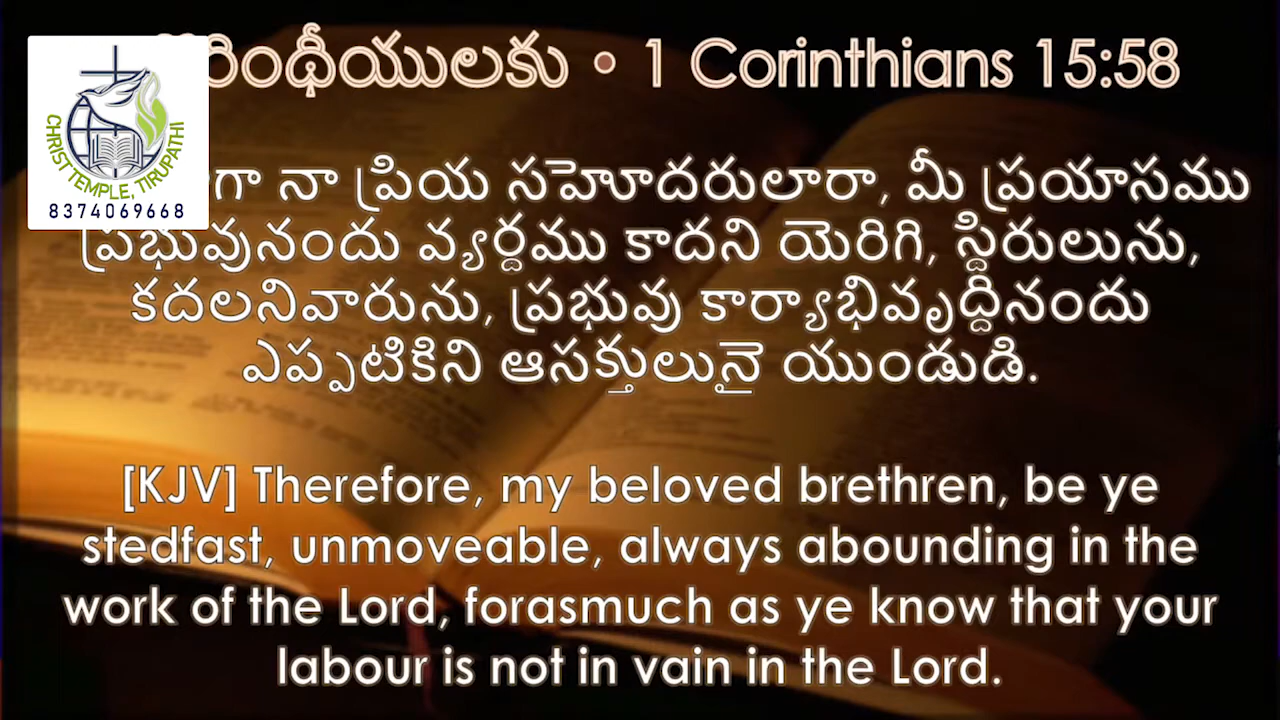 CHRIST TEMPLE, TIRUPATHI
8374069668
• 1 Corinthians 15:58
నా ప్రియ సహెూదరులారా, మీ ప్రయాసము
ప్రభువునందు వ్యర్థము కాదని యెరిగి, స్థిరులును,
కదలనివారును, ప్రభువు కార్యాభివృద్ధియందు
ఎప్పటికిని ఆసక్తులునై యుండుడి.
[KJV] Therefore, my beloved brethren, be ye
stedfast, unmoveable, always abounding in the
work of the Lord, forasmuch as ye know that your
labour is not in vain in the Lord.